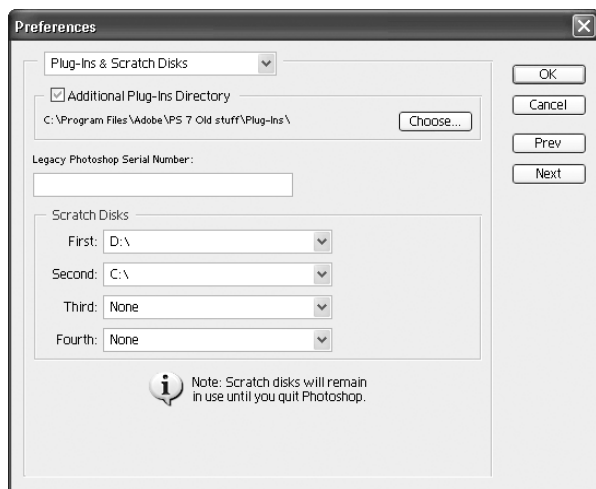 Preferences
Plug-Ins & Scratch Disks
OK
Additional Plug-Ins Directory
Cancel
C:\Program Files\Adobe\PS 7 Old stuff\Plug-Ins\
Choose...
Prev
Legacy Photoshop Serial Number:
Next
Scratch Disks
First: D:\
Second: C:\
Third: None
Fourth: None
Note: Scratch disks will remain
in use until you quit Photoshop.